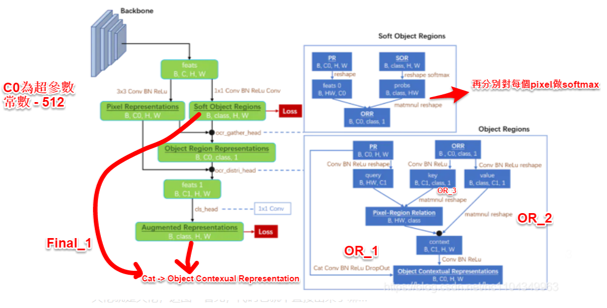 Backbone
C0為超參數
常數 - 512
feats
B, C, H, W
3x3 Conv BN ReLu
1x1 Conv BN ReLu Conv
Pixel Representations
B, C0, H, W
Soft Object Regions
B, class, H, W
Loss
ocr_gather_head
Object Region Representations
B, C0, class, 1
ocr_distri_head
feats 1
B, C1, H, W
cls_head
1x1 Conv
Augmented Representations
B, class, H, W
Loss
Final_1
Cat -> Object Contexual Representation
Soft Object Regions
PR
B, C0, H, W
SOR
B, class, H, W
reshape
reshape softmax
feats
B, HW, C0
probs
B, class, HW
matmnul reshape
ORR
B, C0, class, 1
再分別對每個pixel做softmax
Object Regions
PR
B, C0, H, W
ORR
B, C0, class, 1
Conv BN ReLu reshape
Conv BN ReLu
Conv BN ReLu reshape
query
B, HW, C1
key
B, C1, class, 1
value
B, class, C1, 1
OR_3
matmnul reshape
matmnul reshape
Pixel-Region Relation
B, HW, class
OR_2
OR_1
context
B, C1, H, W
Cat Conv BN ReLu DropOut
Conv BN ReLu
Object Contextual Representations
B, C0, H, W